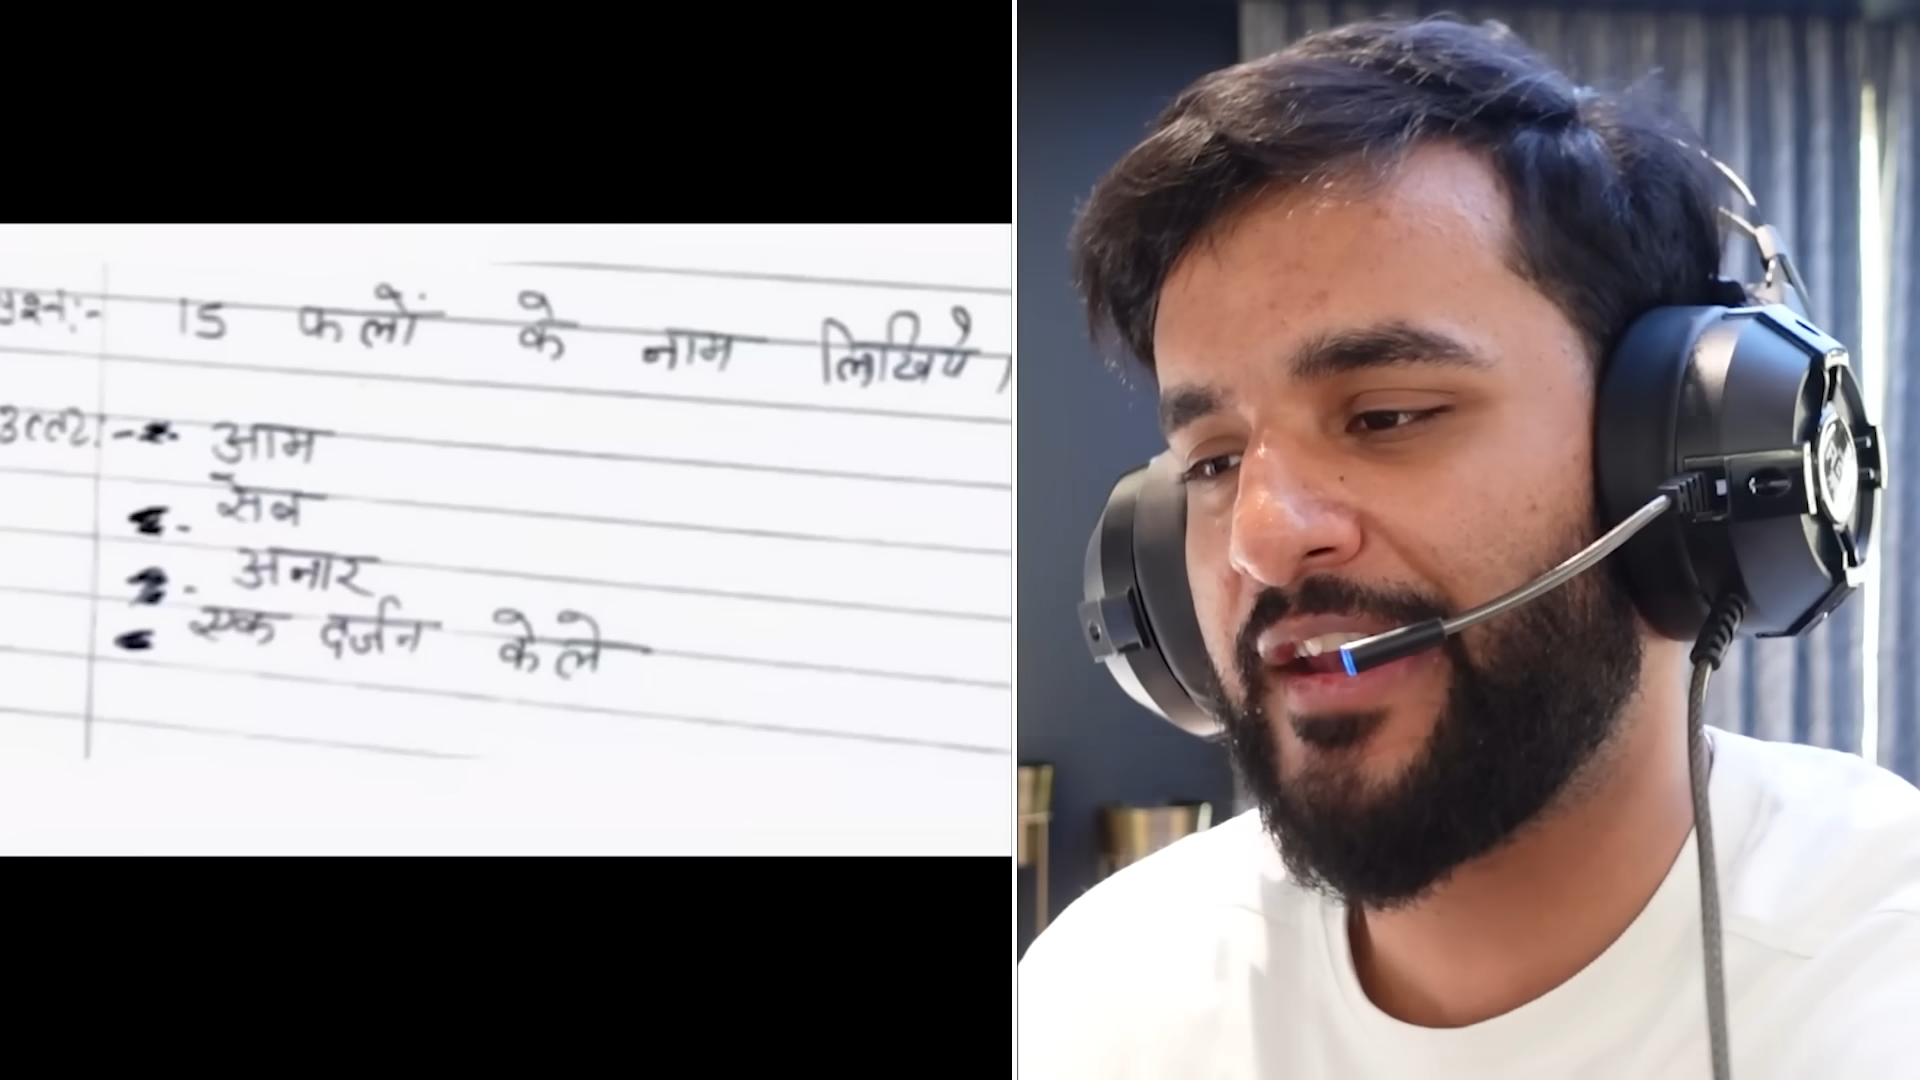 प्रश्न:- 15 फलों के नाम लिखिये।
उत्तर:- आम
सेब
अनार
एक दर्जन केले